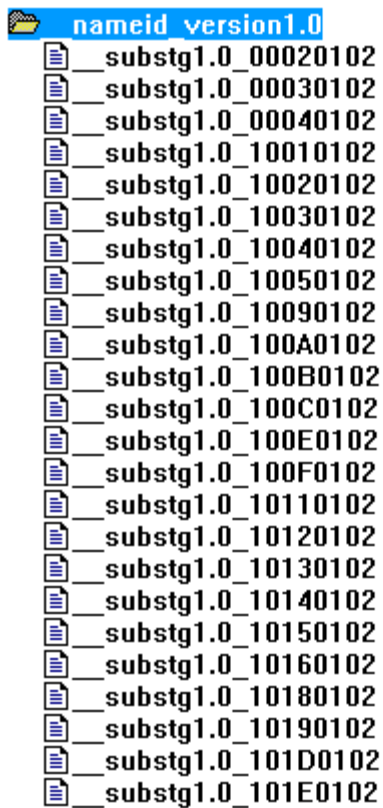 __nameid_version1.0
__substg1.0_00020102
__substg1.0_00030102
__substg1.0_00040102
__substg1.0_10010102
__substg1.0_10020102
__substg1.0_10030102
__substg1.0_10040102
__substg1.0_10050102
__substg1.0_10090102
__substg1.0_100A0102
__substg1.0_100B0102
__substg1.0_100C0102
__substg1.0_100E0102
__substg1.0_100F0102
__substg1.0_10110102
__substg1.0_10120102
__substg1.0_10130102
__substg1.0_10140102
__substg1.0_10150102
__substg1.0_10160102
__substg1.0_10180102
__substg1.0_10190102
__substg1.0_101D0102
__substg1.0_101E0102